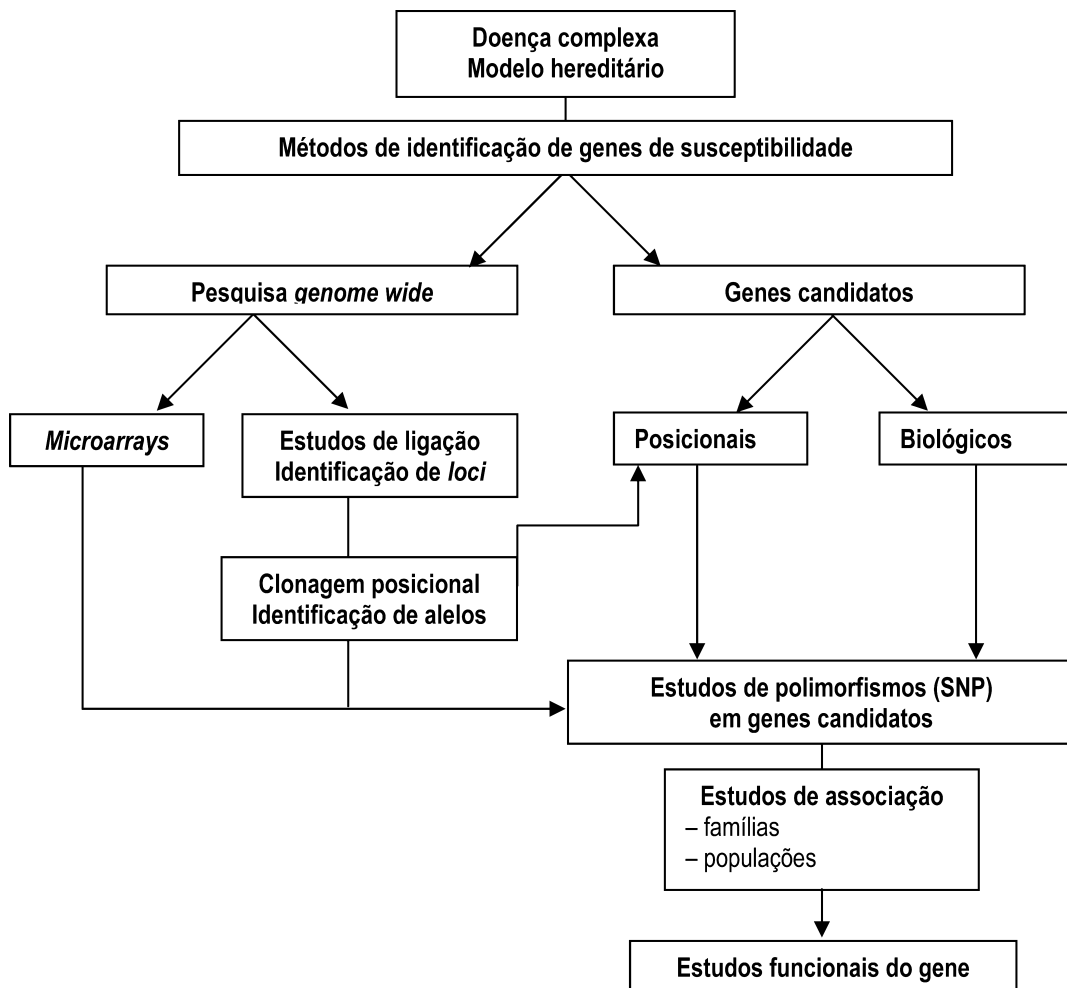 Doença complexa
Modelo hereditário
Métodos de identificação de genes de susceptibilidade
Pesquisa genome wide
Genes candidatos
Microarrays
Estudos de ligação
Identificação de loci
Posicionais
Biológicos
Clonagem posicional
Identificação de alelos
Estudos de polimorfismos (SNP)
em genes candidatos
Estudos de associação
– famílias
– populações
Estudos funcionais do gene